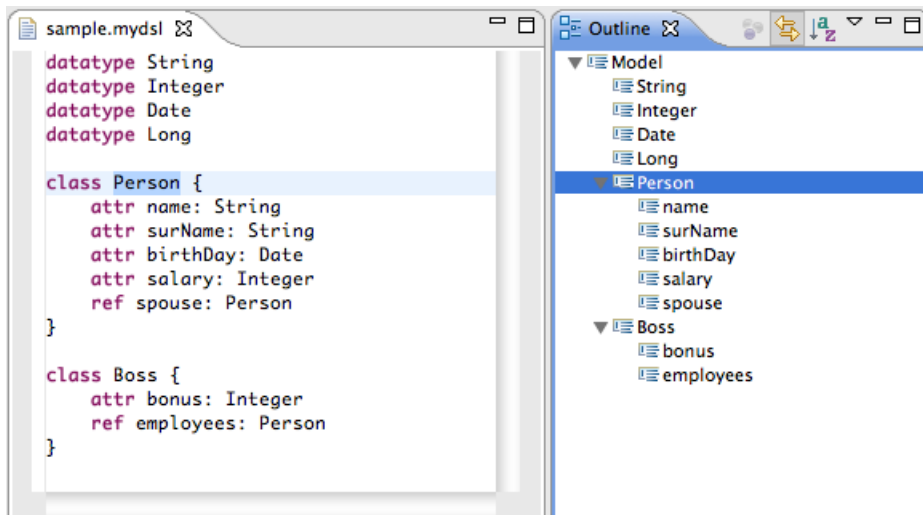 sample.mydsl
datatype String
datatype Integer
datatype Date
datatype Long
class Person {
attr name: String
attr surName: String
attr birthDay: Date
attr salary: Integer
ref spouse: Person
}
class Boss {
attr bonus: Integer
ref employees: Person
}
Outline
Model
String
Integer
Date
Long
Person
name
surName
birthDay
salary
spouse
Boss
bonus
employees